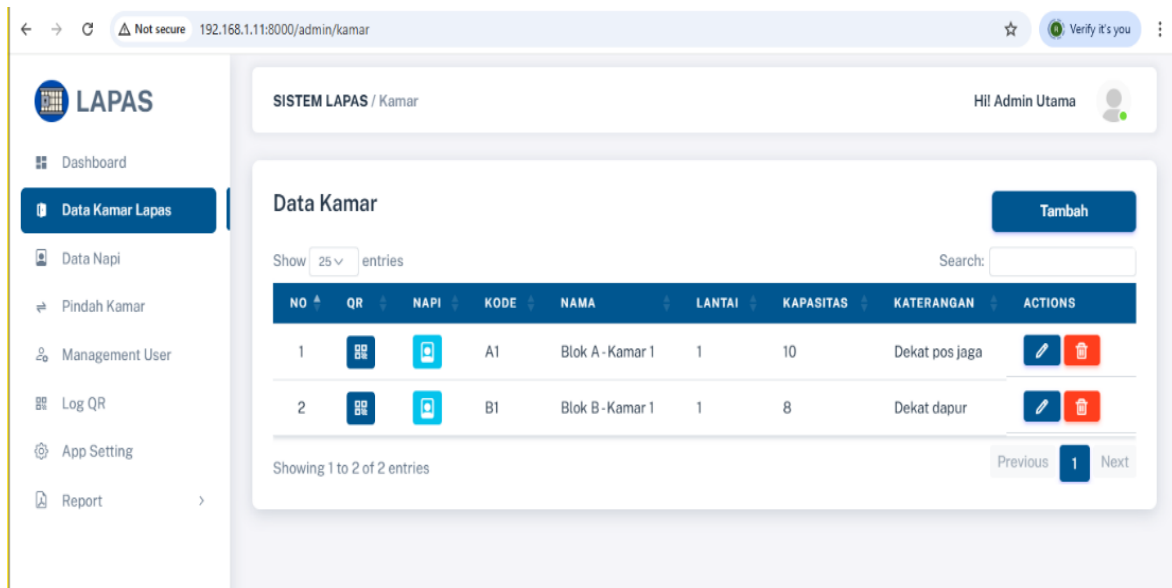 Not secure 192.168.1.11:8000/admin/kamar Verify it's you
LAPAS
SISTEM LAPAS / Kamar Hi! Admin Utama
Dashboard
Data Kamar Lapas
Data Napi
Pindah Kamar
Management User
Log QR
App Setting
Report
Data Kamar Tambah
Show 25 entries Search:
NO QR NAPI KODE NAMA LANTAI KAPASITAS KATERANGAN ACTIONS
1 A1 Blok A - Kamar 1 1 10 Dekat pos jaga
2 B1 Blok B - Kamar 1 1 8 Dekat dapur
Showing 1 to 2 of 2 entries Previous 1 Next